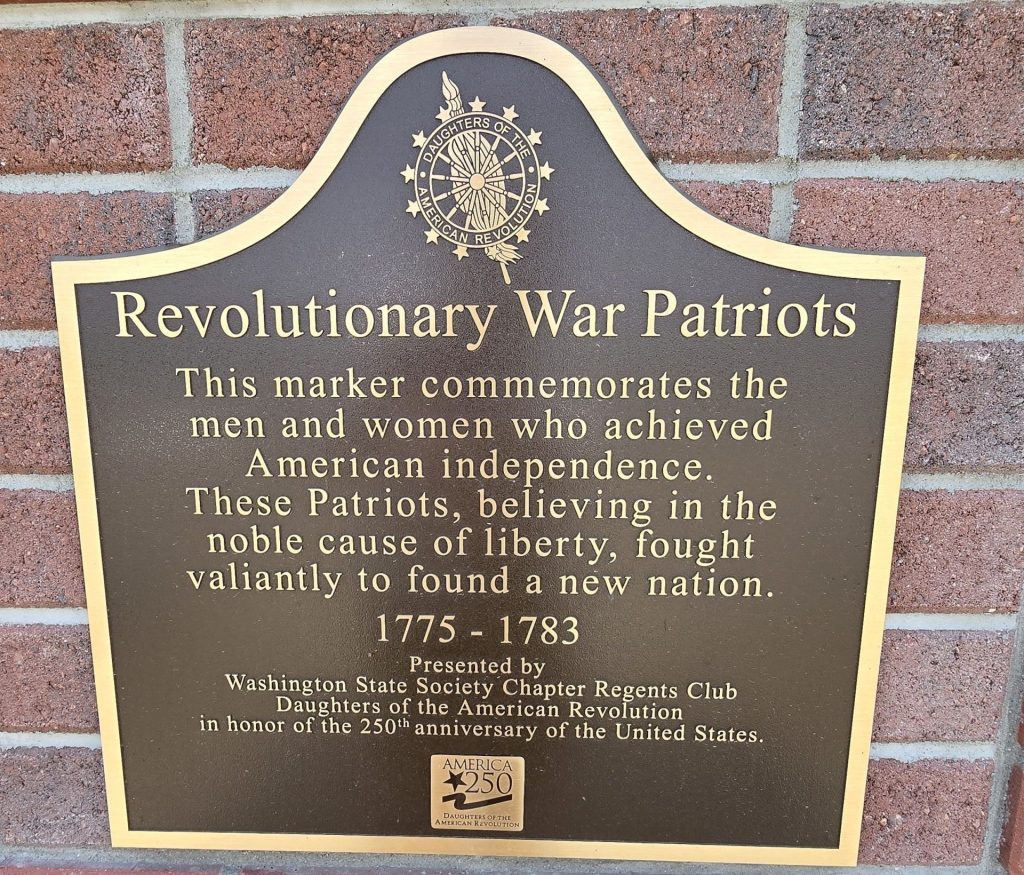 DAUGHTERS OF THE
AMERICAN REVOLUTION
Revolutionary War Patriots
This marker commemorates the
men and women who achieved
American independence.
These Patriots, believing in the
noble cause of liberty, fought
valiantly to found a new nation.
1775 - 1783
Presented by
Washington State Society Chapter Regents Club
Daughters of the American Revolution
in honor of the 250th anniversary of the United States.
AMERICA
250
DAUGHTERS OF THE
AMERICAN REVOLUTION